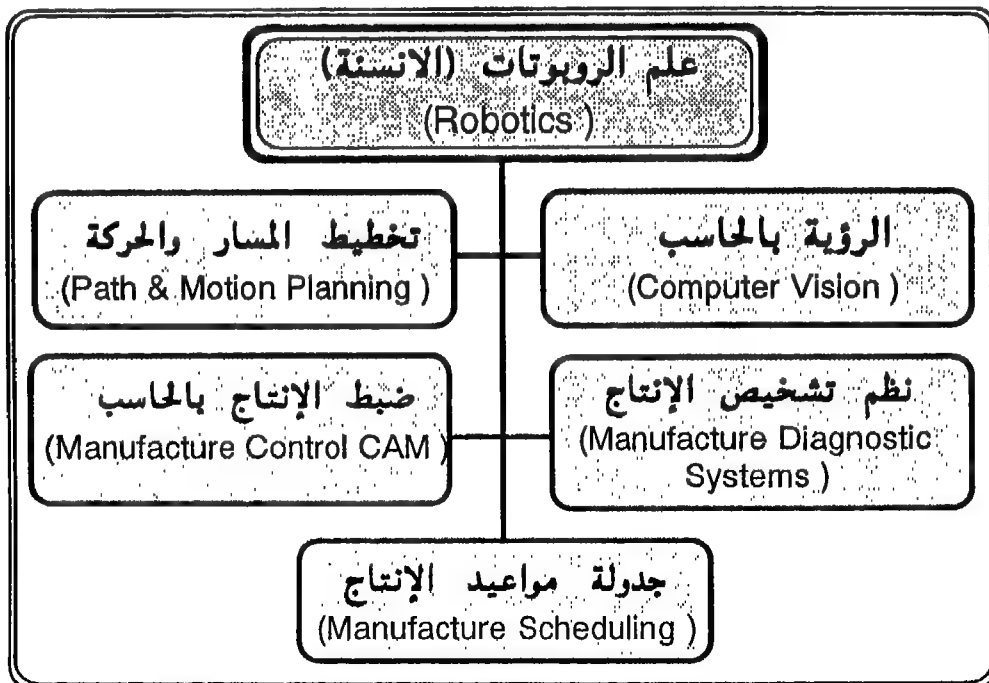 علم الروبوتات (الانسنة)
(Robotics )
الرؤية بالحاسب
(Computer Vision )
تخطيط المسار والحركة
(Path & Motion Planning )
نظم تشخيص الإنتاج
(Manufacture Diagnostic
Systems )
ضبط الإنتاج بالحاسب
(Manufacture Control CAM )
جدولة مواعيد الإنتاج
(Manufacture Scheduling )